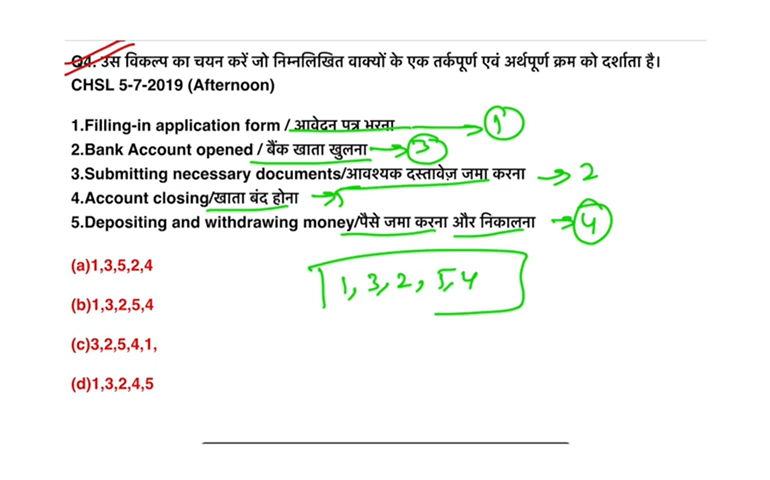 Q4. उस विकल्प का चयन करें जो निम्नलिखित वाक्यों के एक तर्कपूर्ण एवं अर्थपूर्ण क्रम को दर्शाता है।
CHSL 5-7-2019 (Afternoon)
1.Filling-in application form / आवेदन पत्र भरना → 1
2.Bank Account opened / बैंक खाता खुलना → 3
3.Submitting necessary documents/आवश्यक दस्तावेज़ जमा करना → 2
4.Account closing/खाता बंद होना → 5
5.Depositing and withdrawing money/पैसे जमा करना और निकालना → 4
(a)1,3,5,2,4
1, 3, 2, 5,4
(b)1,3,2,5,4
(c)3,2,5,4,1,
(d)1,3,2,4,5